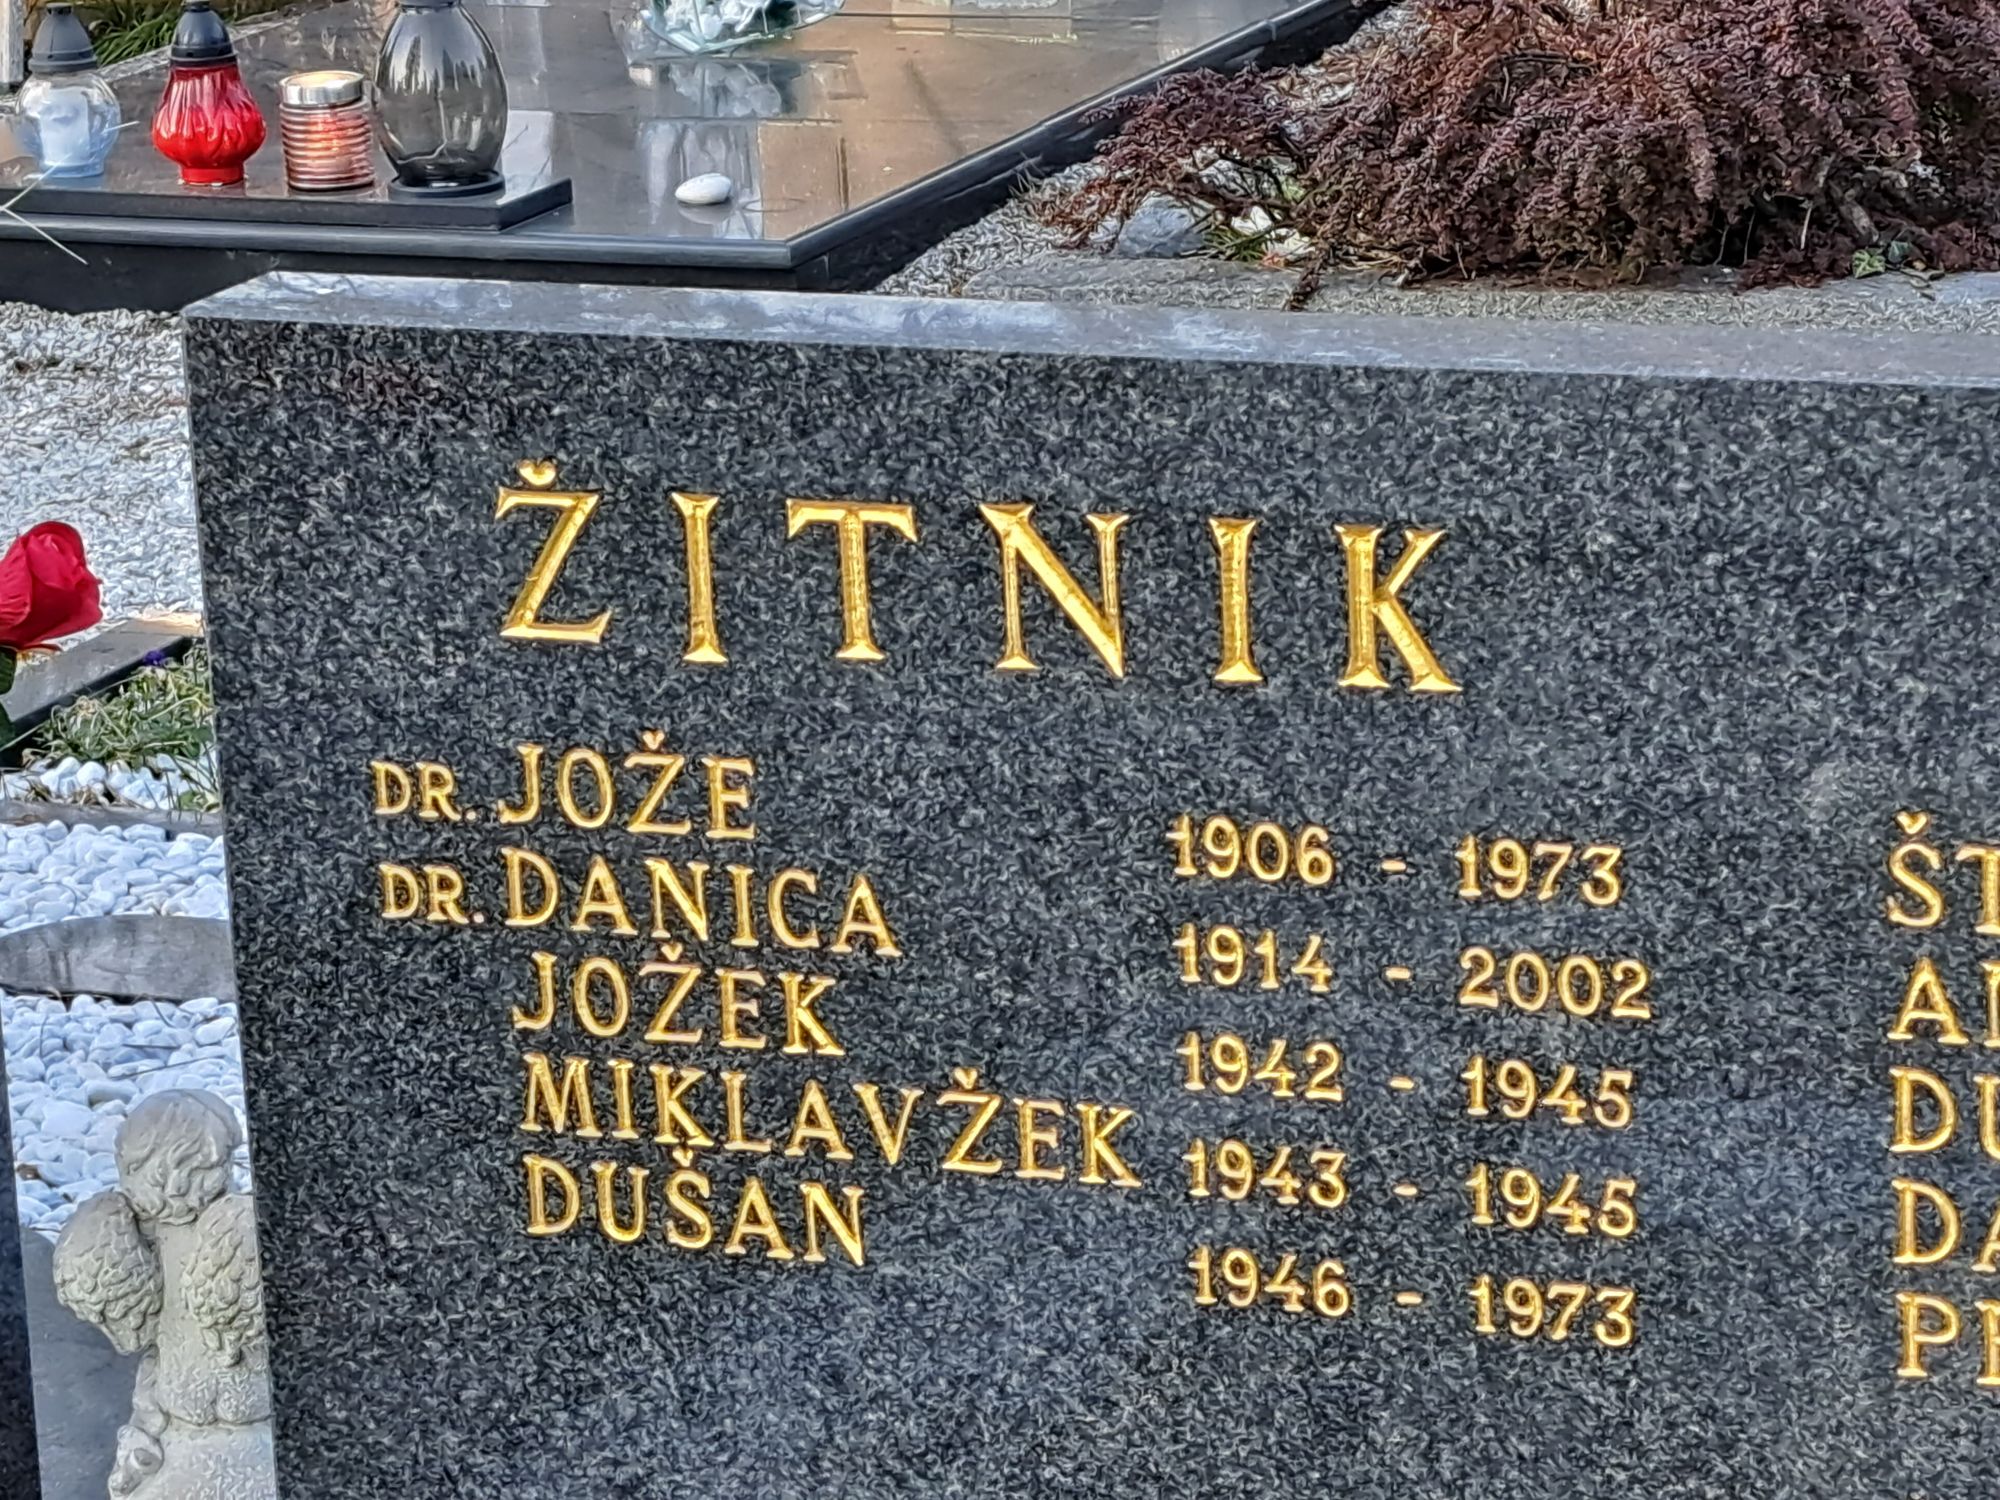 ŽITNIK
DR. JOŽE 1906 - 1973
DR. DANICA 1914 - 2002
JOŽEK 1942 - 1945
MIKLAVŽEK 1943 - 1945
DUŠAN 1946 - 1973